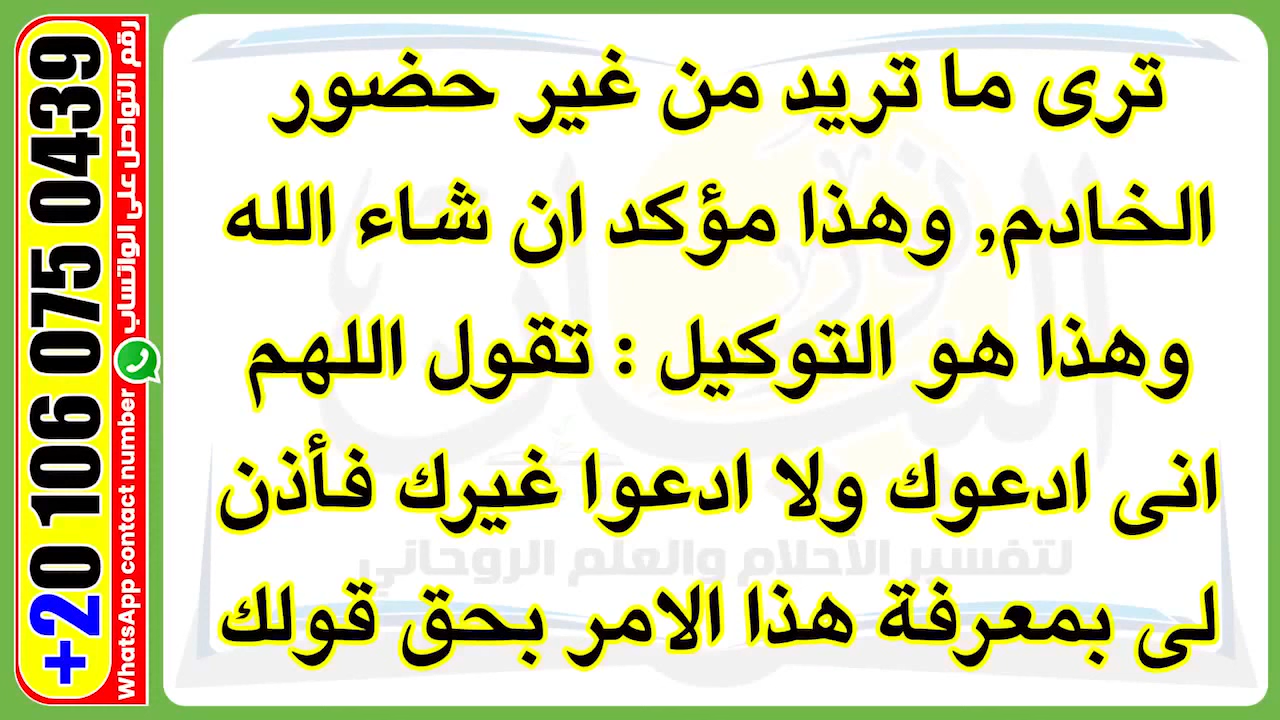 ترى ما تريد من غير حضور
الخادم, وهذا مؤكد ان شاء الله
وهذا هو التوكيل : تقول اللهم
انى ادعوك ولا ادعوا غيرك فأذن
لى بمعرفة هذا الامر بحق قولك
لتفسير الأحلام والعلم الروحاني
+20 106 075 0439
رقم التواصل على الواتساب
WhatsApp contact number